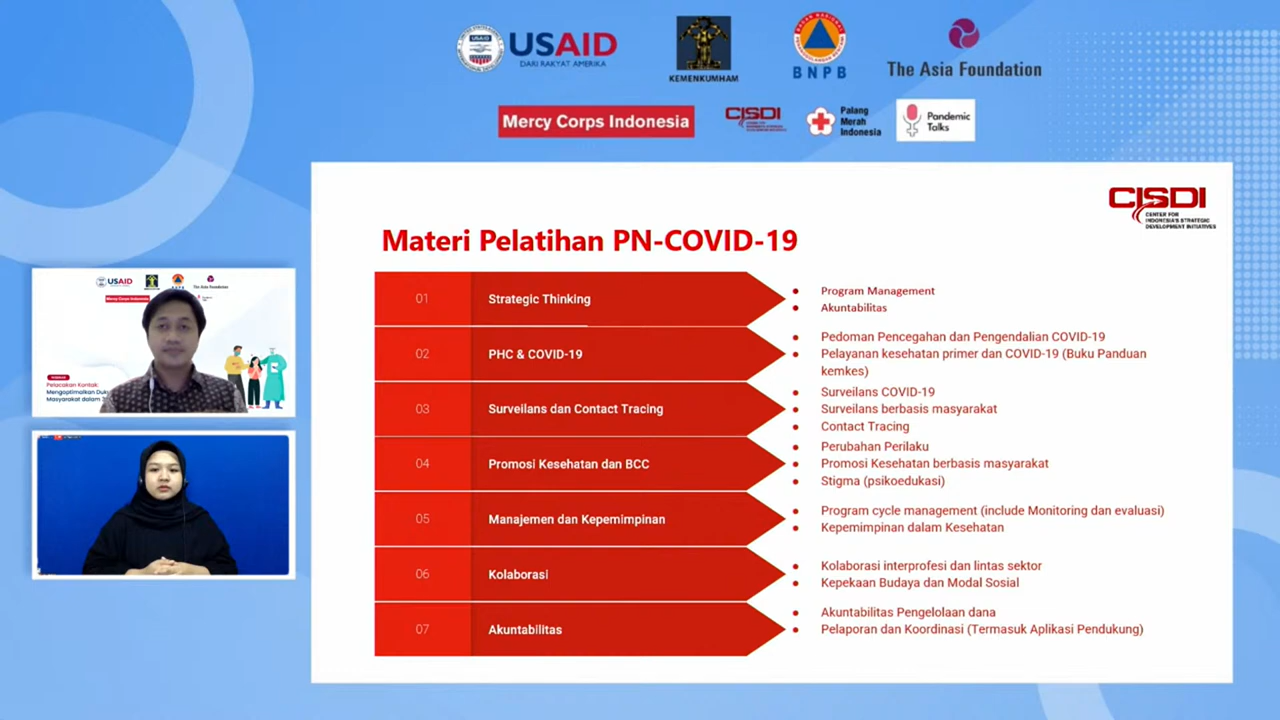 USAID
DARI RAKYAT AMERIKA
KEMENKUMHAM
BNPB
The Asia Foundation
Mercy Corps Indonesia
CISDI
Palang
Merah
Indonesia
Pandemic
Talks
CISDI
CENTER FOR
INDONESIA'S STRATEGIC
DEVELOPMENT INITIATIVES
Materi Pelatihan PN-COVID-19
01
Strategic Thinking
Program Management
Akuntabilitas
02
PHC & COVID-19
Pedoman Pencegahan dan Pengendalian COVID-19
Pelayanan kesehatan primer dan COVID-19 (Buku Panduan
kemkes)
03
Surveilans dan Contact Tracing
Surveilans COVID-19
Surveilans berbasis masyarakat
Contact Tracing
04
Promosi Kesehatan dan BCC
Perubahan Perilaku
Promosi Kesehatan berbasis masyarakat
Stigma (psikoedukasi)
05
Manajemen dan Kepemimpinan
Program cycle management (include Monitoring dan evaluasi)
Kepemimpinan dalam Kesehatan
06
Kolaborasi
Kolaborasi interprofesi dan lintas sektor
Kepekaan Budaya dan Modal Sosial
07
Akuntabilitas
Akuntabilitas Pengelolaan dana
Pelaporan dan Koordinasi (Termasuk Aplikasi Pendukung)
USAID
The Asia Foundation
Mercy Corps Indonesia
Pelacakan Kontak:
Mengoptimalkan
Masyarakat dalam